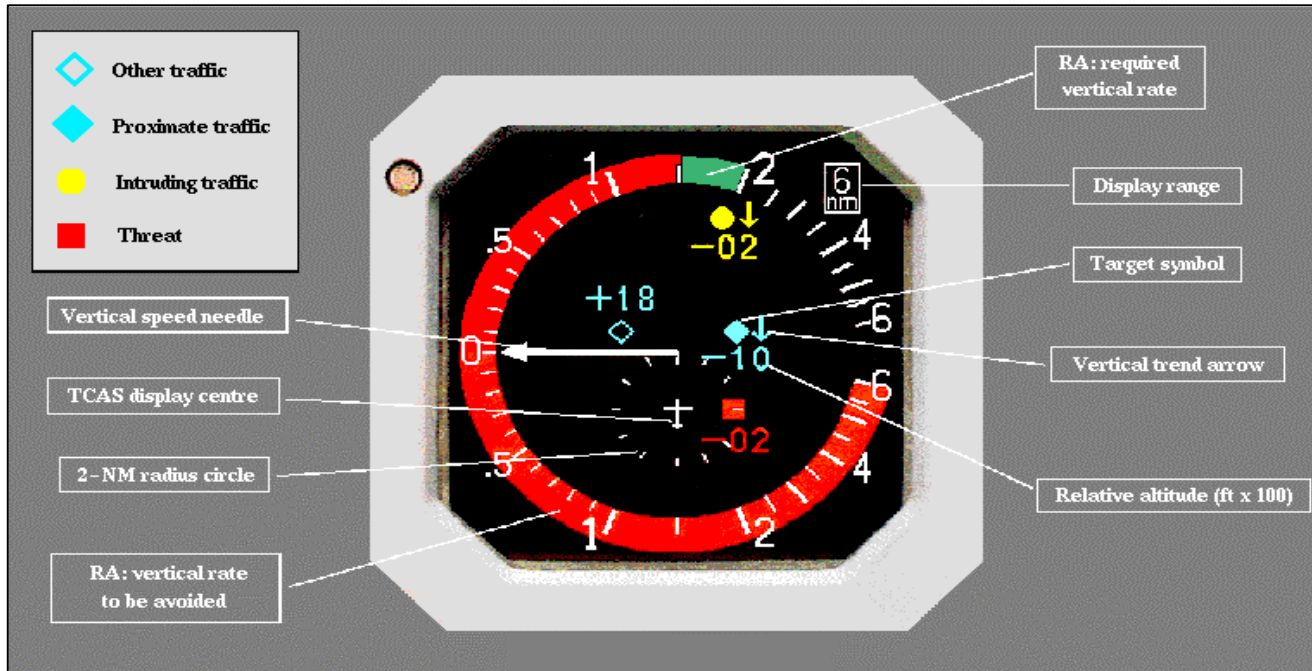 Other traffic
Proximate traffic
Intruding traffic
Threat
RA: required
vertical rate
Display range
Target symbol
Vertical trend arrow
Relative altitude (ft x 100)
Vertical speed needle
TCAS display centre
2-NM radius circle
RA: vertical rate
to be avoided
1
2
6
nm
.5
4
-02
+18
6
0
-10
6
-02
.5
4
1
2